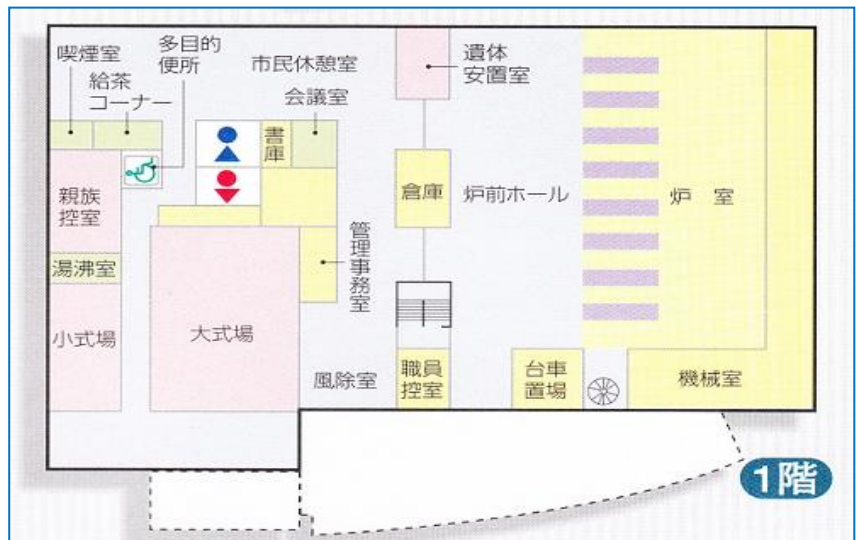 喫煙室
多目的
便所
給茶
コーナー
市民休憩室
会議室
書庫
遺体
安置室
親族
控室
倉庫
炉前ホール
炉 室
湯沸室
管理事務室
小式場
大式場
風除室
職員
控室
台車
置場
機械室
1階